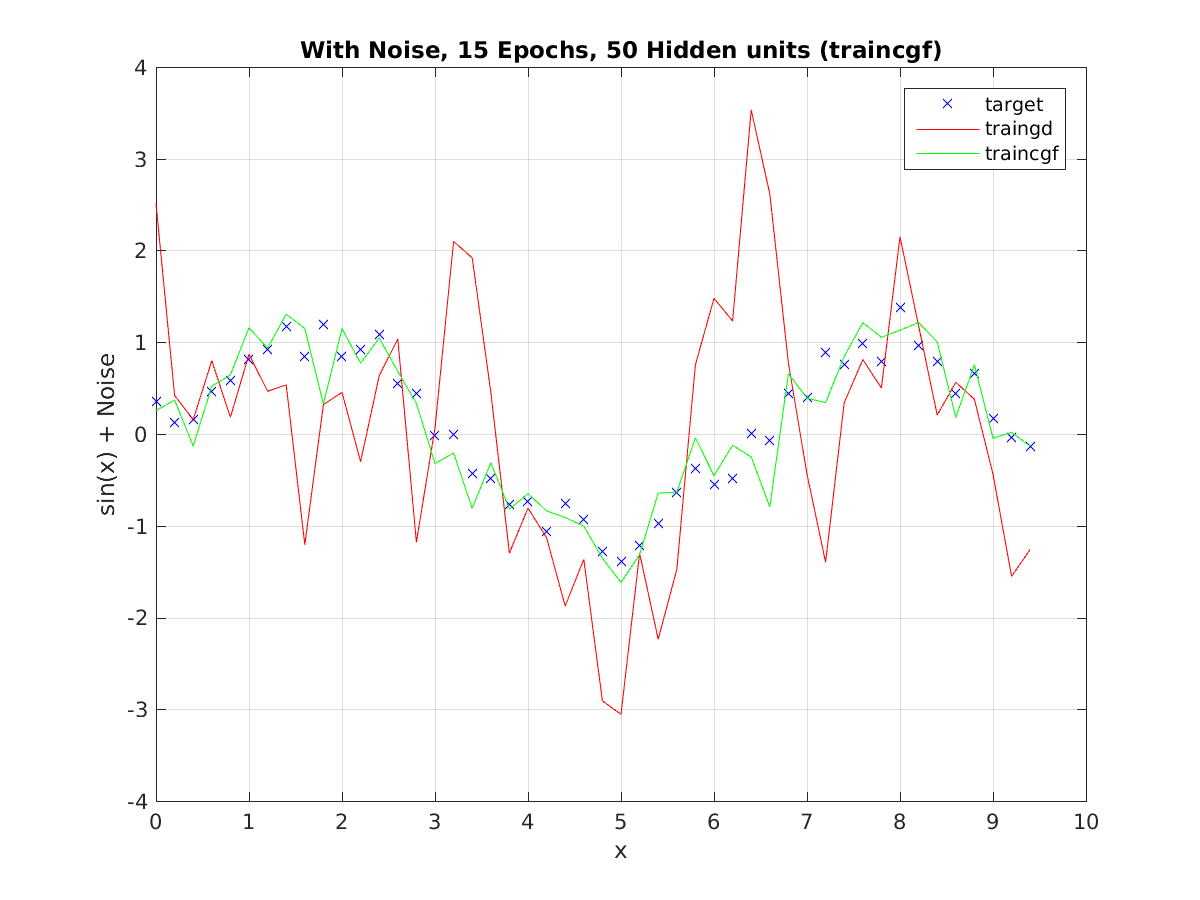 With Noise, 15 Epochs, 50 Hidden units (traincgf)
4
3
2
1
0
-1
-2
-3
-4
sin(x) + Noise
target
traingd
traincgf
0 1 2 3 4 5 6 7 8 9 10
x